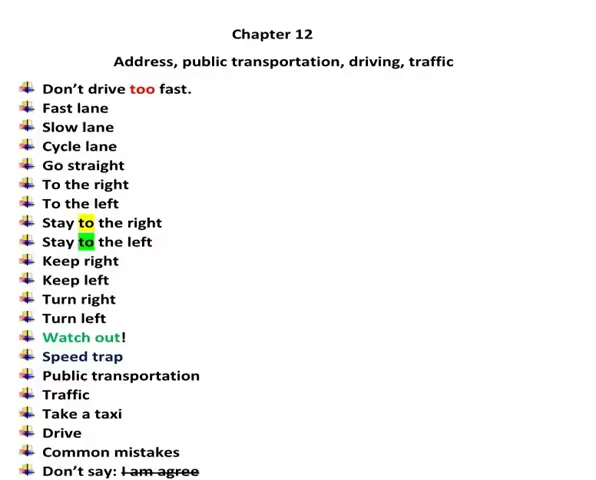 Chapter 12
Address, public transportation, driving, traffic
Don't drive too fast.
Fast lane
Slow lane
Cycle lane
Go straight
To the right
To the left
Stay to the right
Stay to the left
Keep right
Keep left
Turn right
Turn left
Watch out!
Speed trap
Public transportation
Traffic
Take a taxi
Drive
Common mistakes
Don't say: I am agree